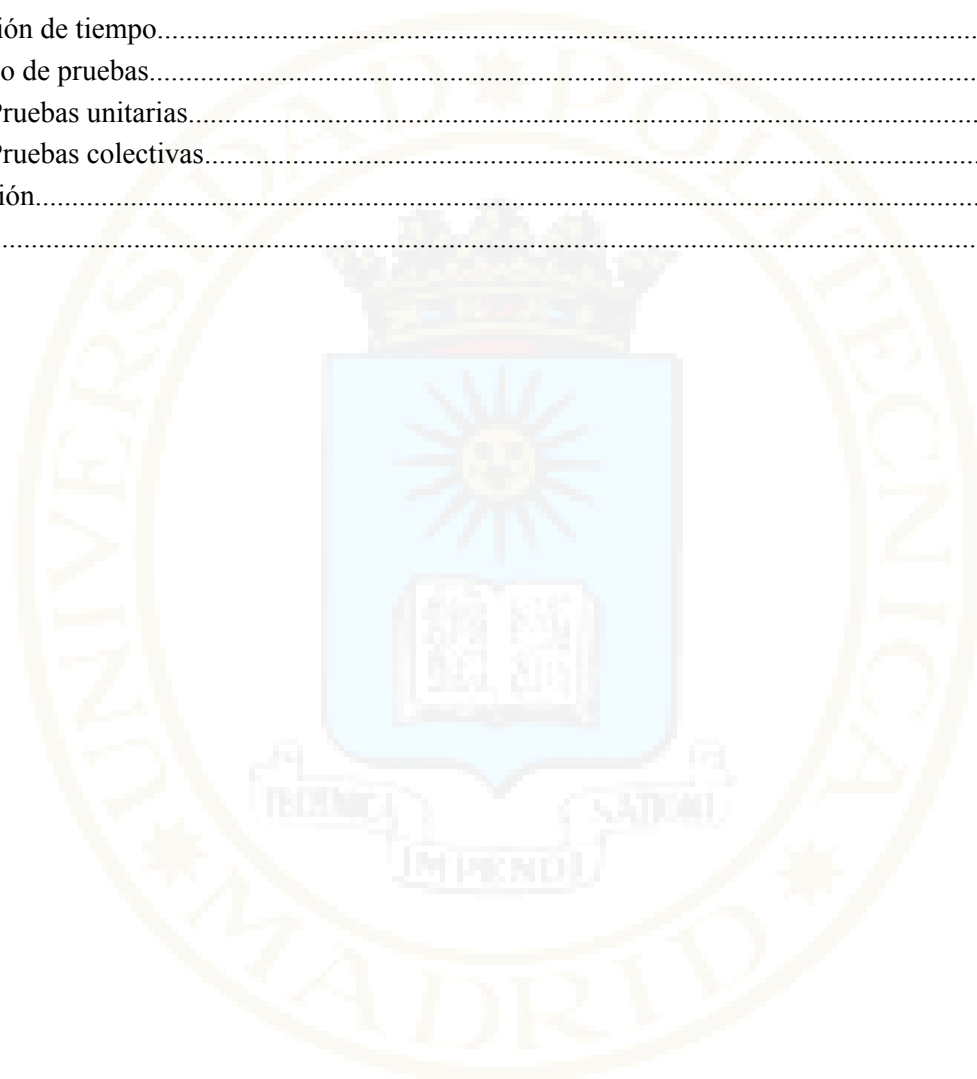 ión de tiempo....................................................................................................
o de pruebas....................................................................................................
Pruebas unitarias....................................................................................................
Pruebas colectivas....................................................................................................
ión....................................................................................................
....................................................................................................
UNIVERSIDAD POLITECNICA
MADRID